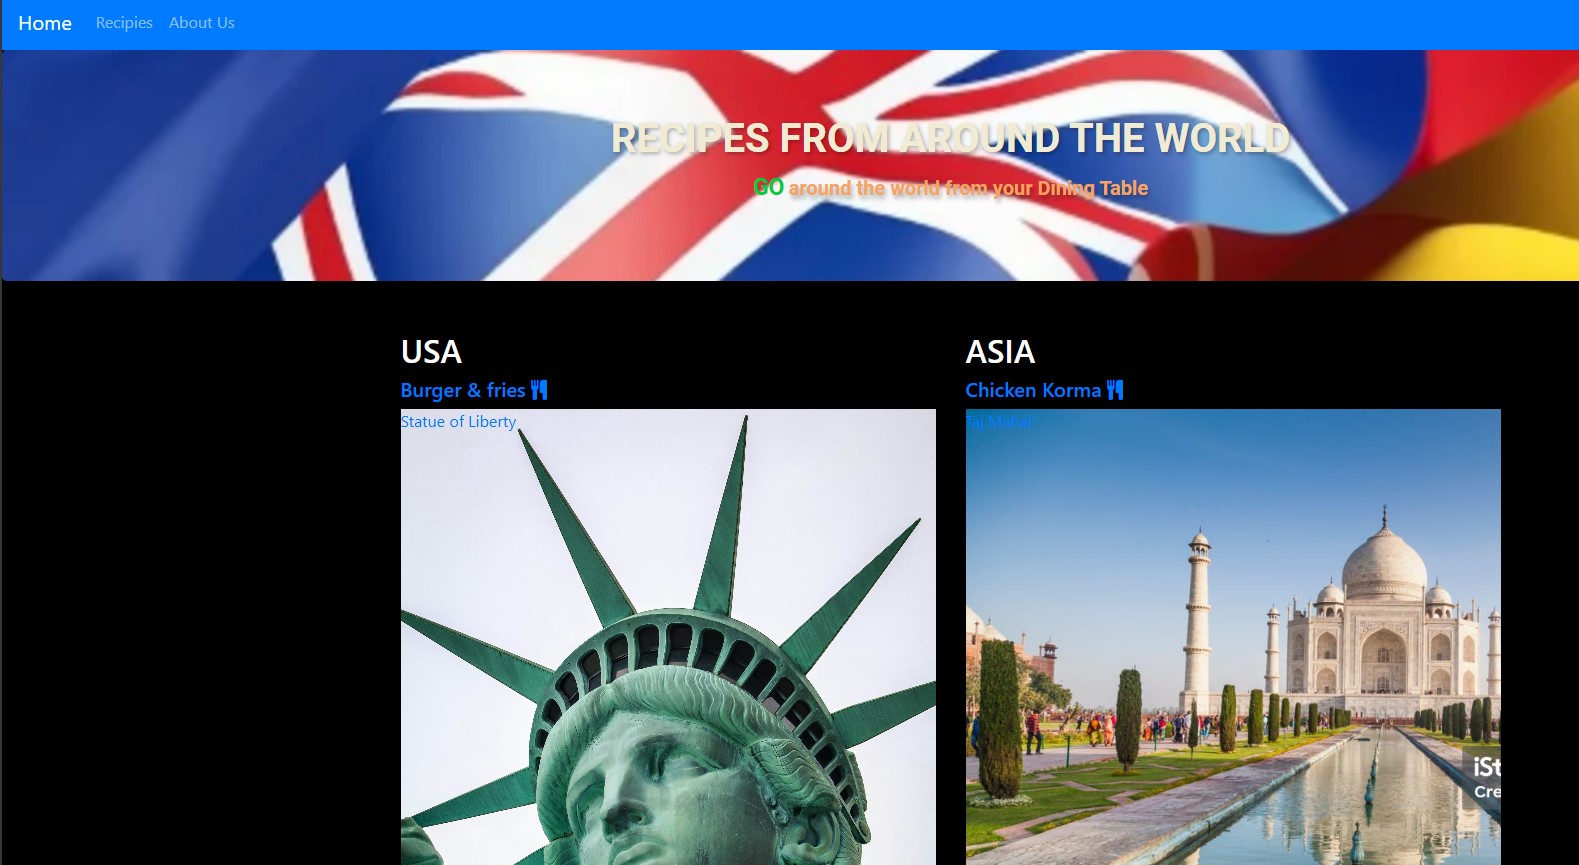 Home Recipies About Us
RECIPES FROM AROUND THE WORLD
GO around the world from your Dining Table
USA
Burger & fries
Statue of Liberty
ASIA
Chicken Korma
Taj Mahal
iSt
Cre